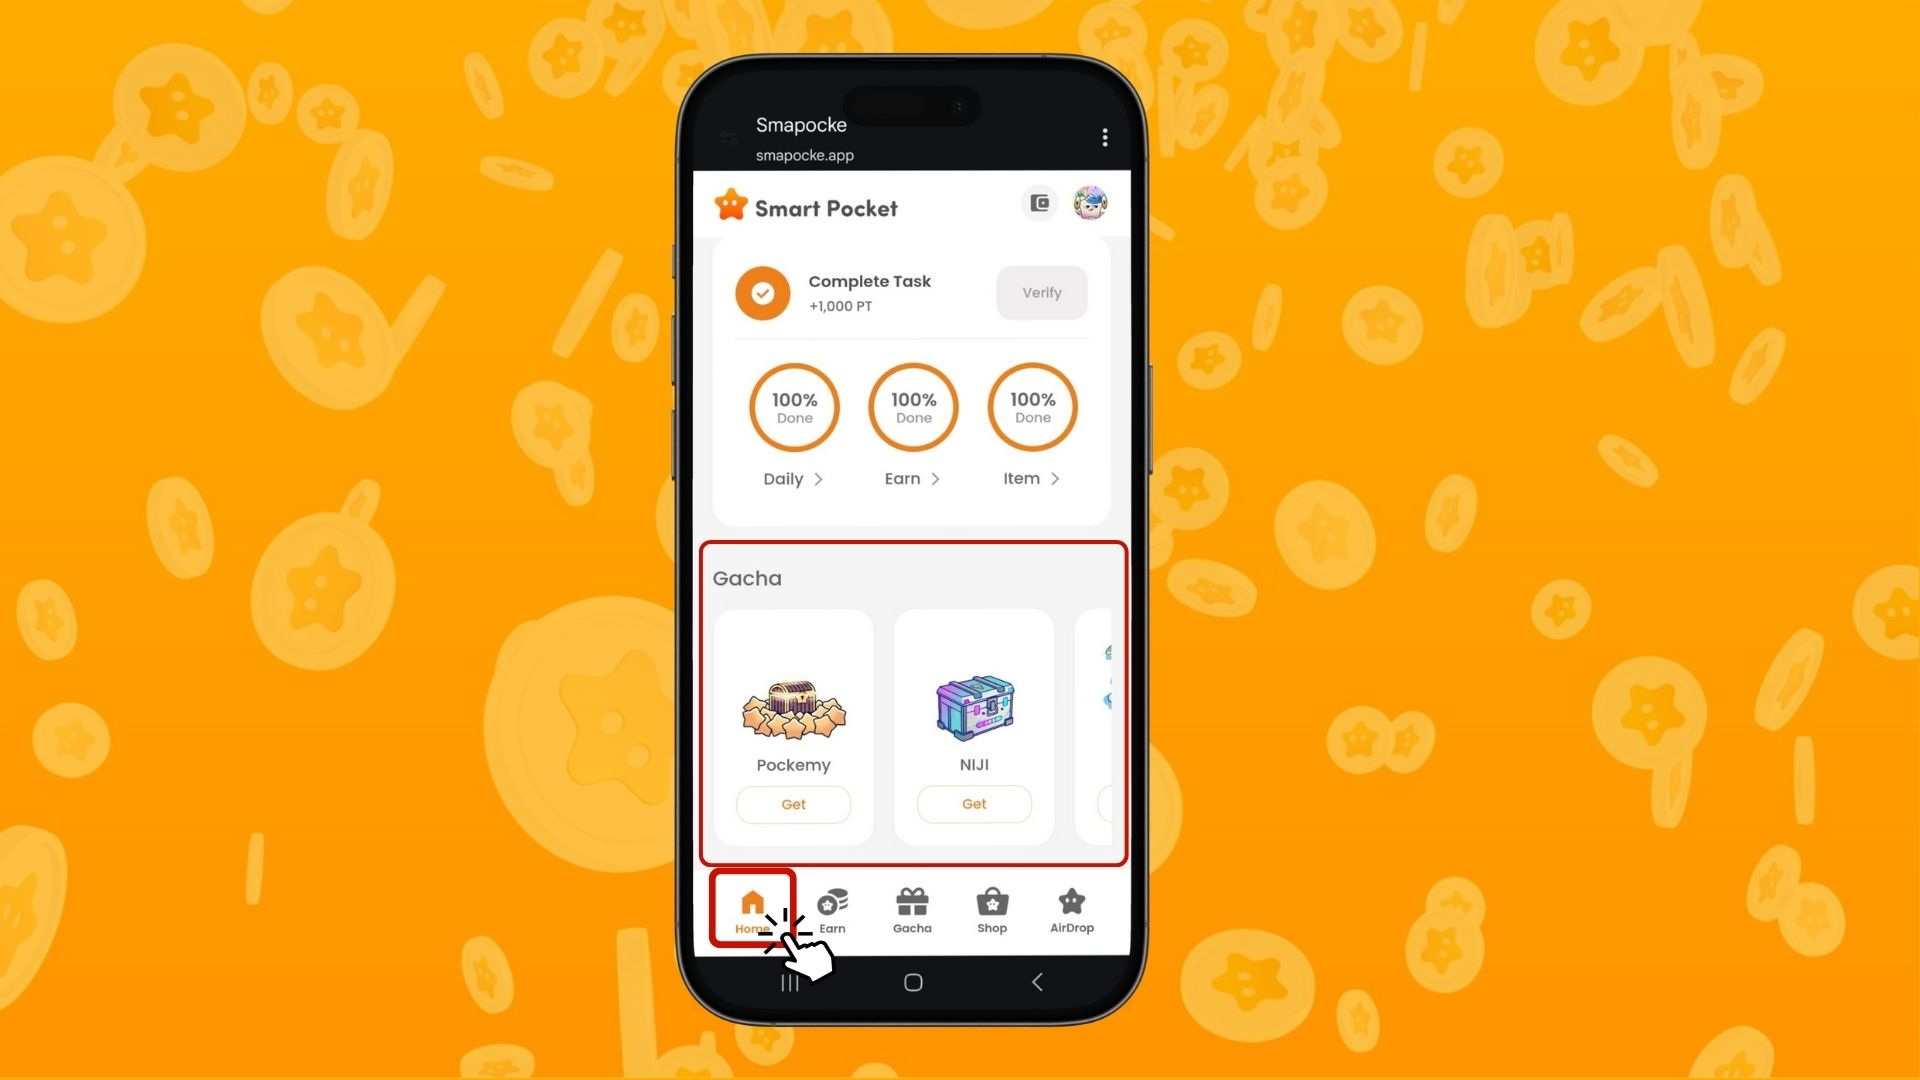 Smapocke
smapocke.app
Smart Pocket
Complete Task
+1,000 PT
Verify
100%
Done
100%
Done
100%
Done
Daily
Earn
Item
Gacha
Pockemy
NIJI
Get
Get
Home
Earn
Gacha
Shop
AirDrop